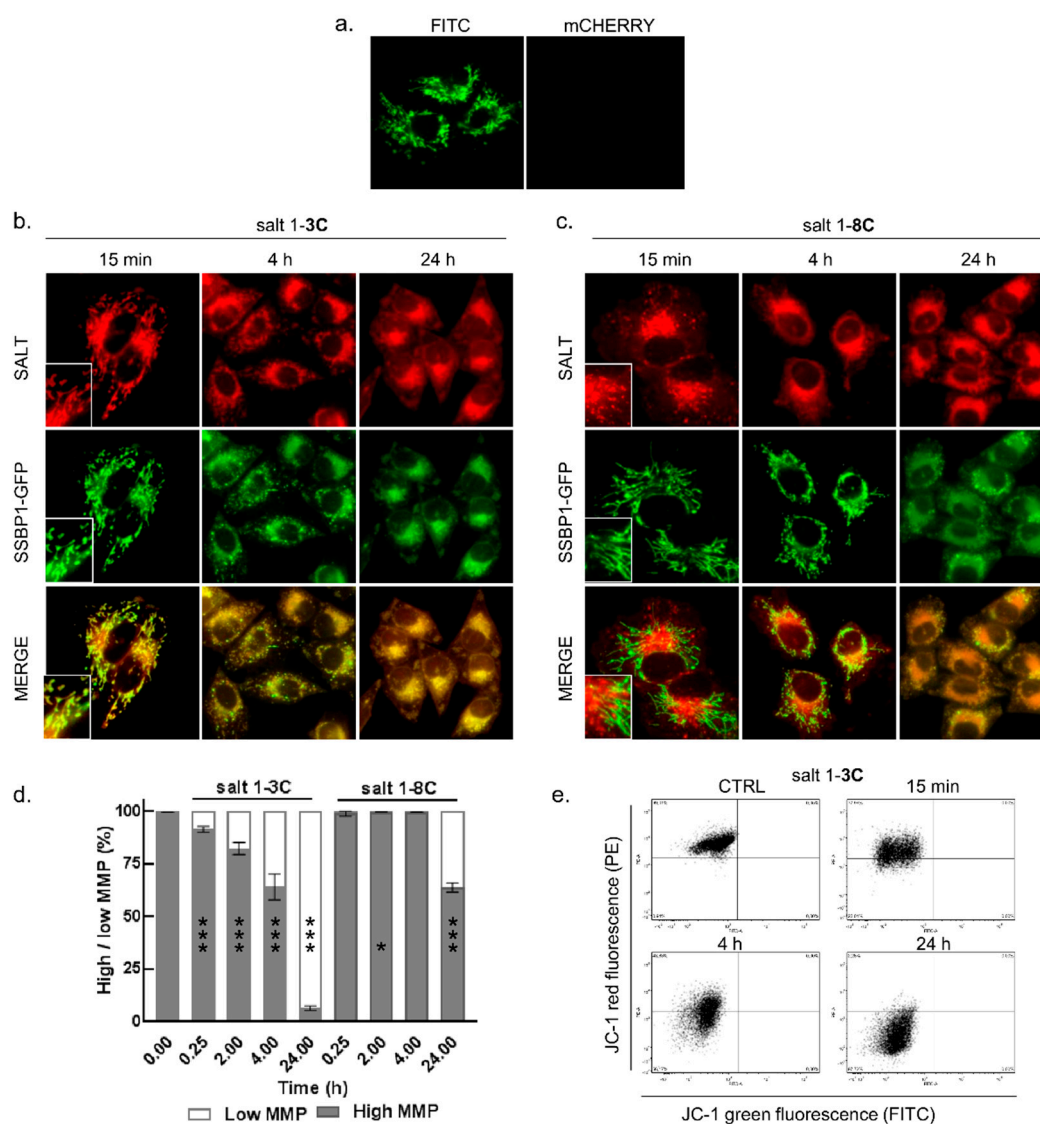 a.
FITC mCHERRY
b. salt 1-3C
15 min 4 h 24 h
SALT
SSBP1-GFP
MERGE
c. salt 1-8C
15 min 4 h 24 h
SALT
SSBP1-GFP
MERGE
d.
salt 1-3C salt 1-8C
High / low MMP (%)
100
75
50
25
0
*** *** *** *** * ***
0.00 0.25 2.00 4.00 24.00 0.25 2.00 4.00 24.00
Time (h)
Low MMP High MMP
e. salt 1-3C
CTRL 15 min
4 h 24 h
JC-1 red fluorescence (PE)
JC-1 green fluorescence (FITC)